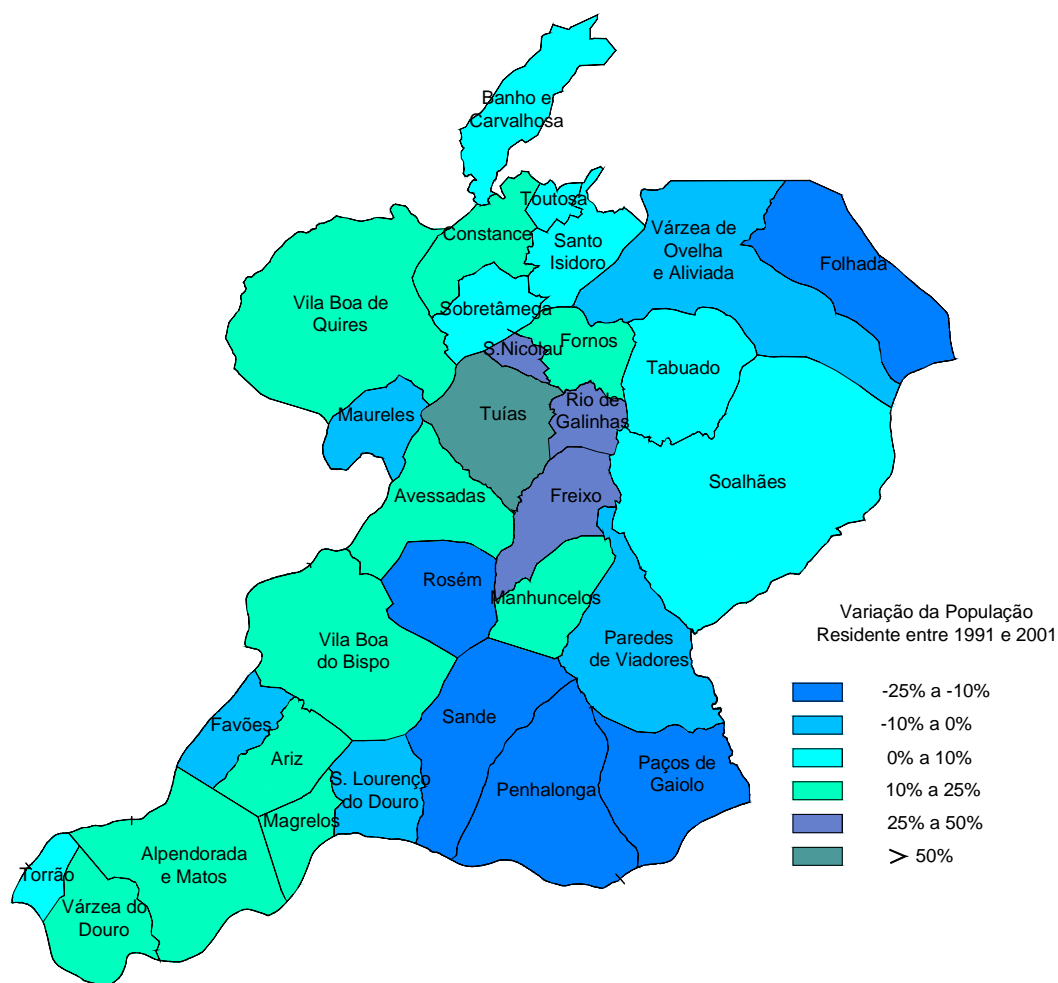 Banho e
Carvalhosa
Toutosa
Constance
Santo
Isidoro
Várzea de
Ovelha
e Aliviada
Folhada
Vila Boa de
Quires
Sobretâmega
S.Nicolau
Fornos
Tabuado
Maureles
Tuías
Rio de
Galinhas
Avessadas
Freixo
Soalhães
Rosém
Manhuncelos
Vila Boa
do Bispo
Paredes
de Viadores
Favões
Sande
Ariz
S. Lourenço
do Douro
Penhalonga
Paços de
Gaiolo
Magrelos
Alpendorada
e Matos
Torrão
Várzea do
Douro
Variação da População
Residente entre 1991 e 2001
-25% a -10%
-10% a 0%
0% a 10%
10% a 25%
25% a 50%
> 50%